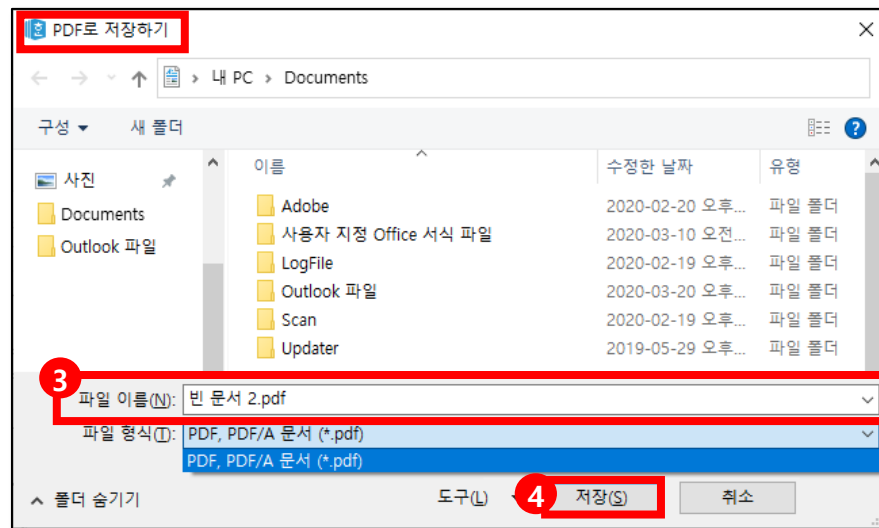 PDF로 저장하기
내 PC > Documents
구성 새 폴더
이름 수정한 날짜 유형
사진
Documents
Outlook 파일
Adobe 2020-02-20 오후... 파일 폴더
사용자 지정 Office 서식 파일 2020-03-10 오전... 파일 폴더
LogFile 2020-02-19 오후... 파일 폴더
Outlook 파일 2020-03-20 오후... 파일 폴더
Scan 2020-02-19 오후... 파일 폴더
Updater 2019-05-29 오후... 파일 폴더
3
파일 이름(N): 빈 문서 2.pdf
파일 형식(T): PDF, PDF/A 문서 (*.pdf)
PDF, PDF/A 문서 (*.pdf)
폴더 숨기기 도구(L) 4 저장(S) 취소